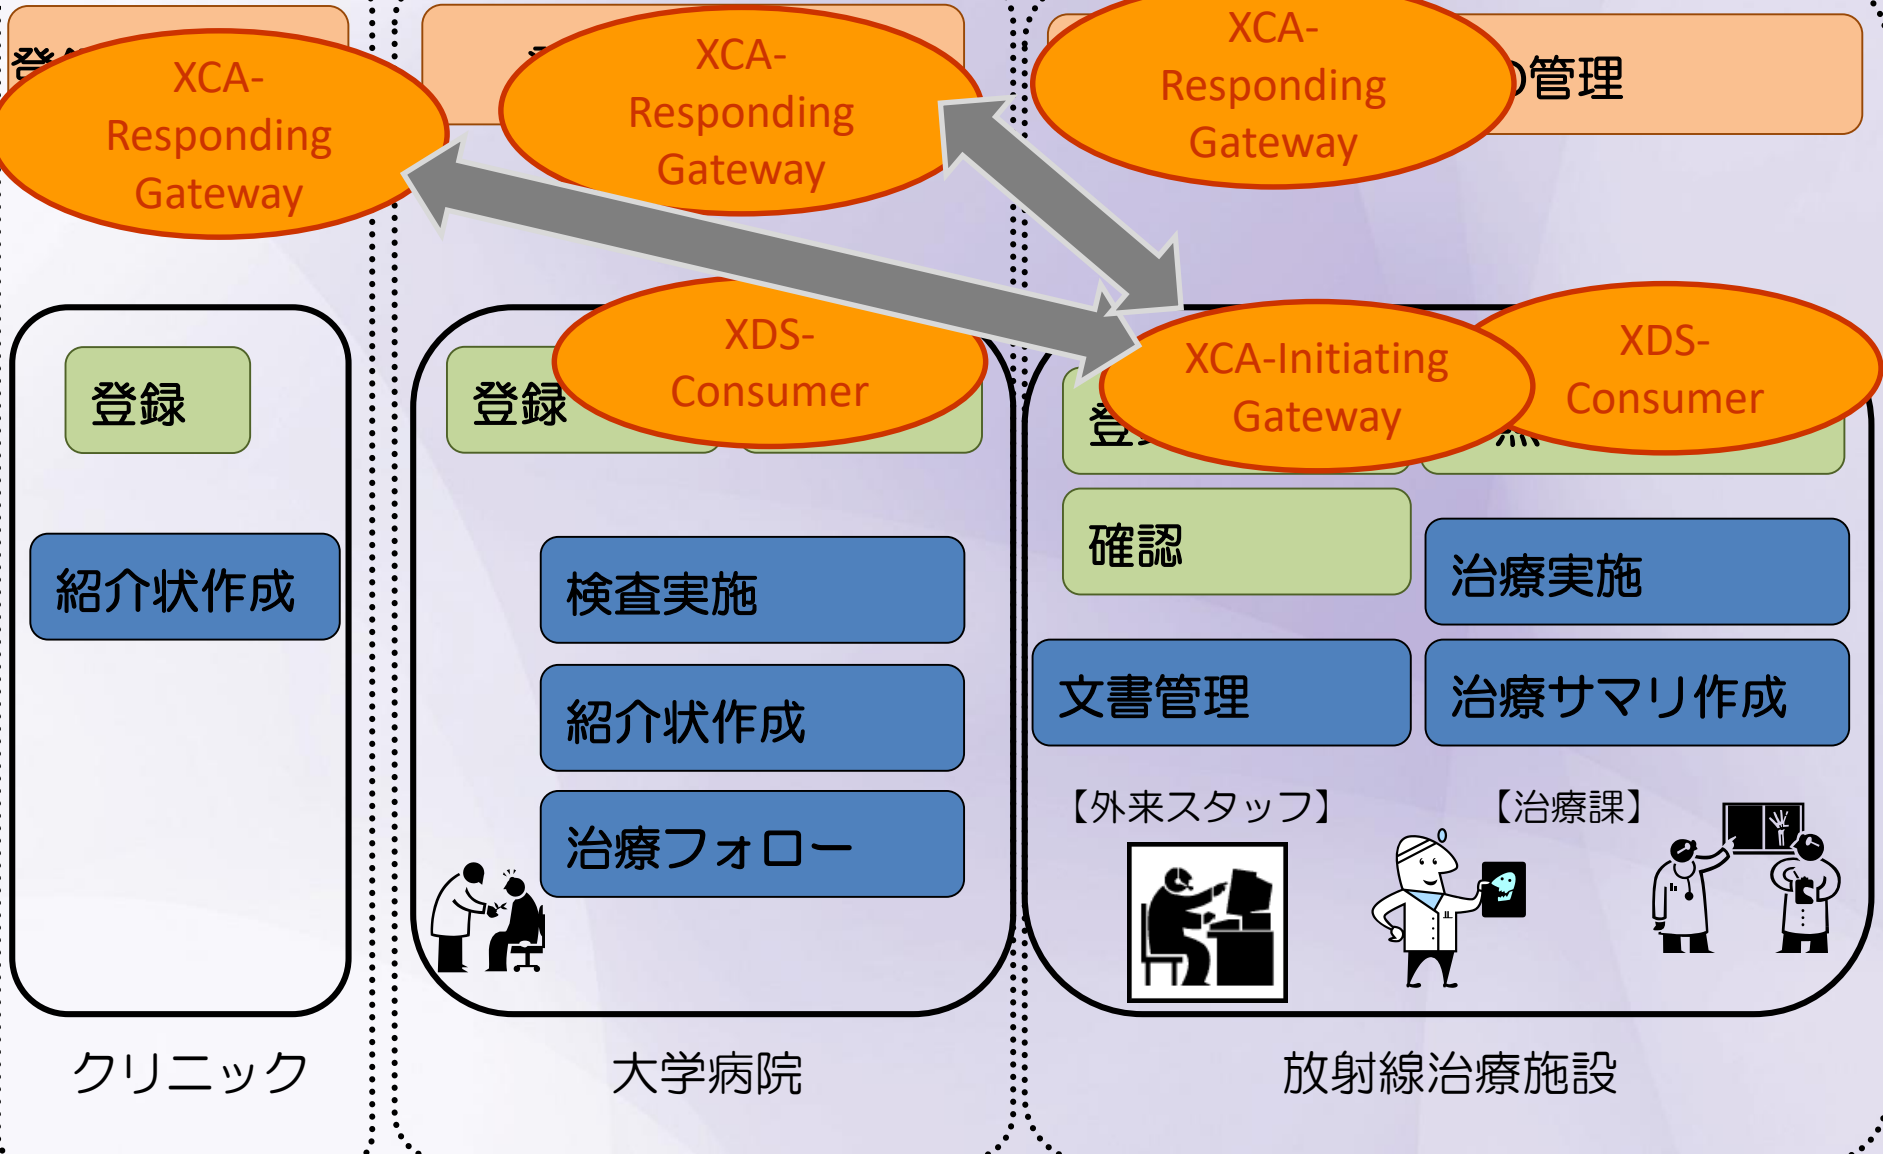 XCA-
Responding
Gateway
XCA-
Responding
Gateway
XCA-
Responding
Gateway
管理
XDS-
Consumer
XCA-Initiating
Gateway
XDS-
Consumer
登録
登録
確認
紹介状作成
検査実施
紹介状作成
治療フォロー
治療実施
文書管理
治療サマリ作成
【外来スタッフ】
【治療課】
クリニック
大学病院
放射線治療施設